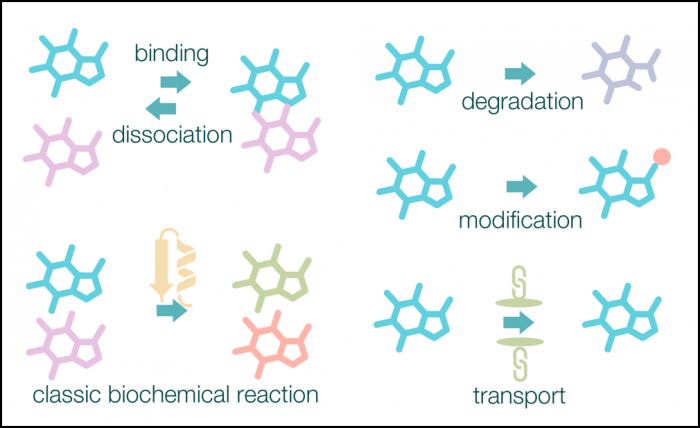 binding
dissociation
classic biochemical reaction
degradation
modification
transport